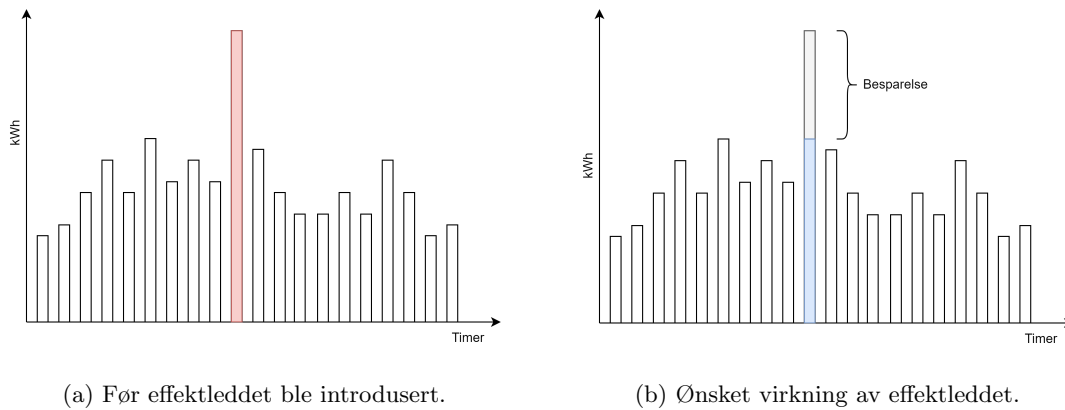 kWh
Timer
(a) Før effektleddet ble introdusert.
Besparelse
kWh
Timer
(b) Ønsket virkning av effektleddet.